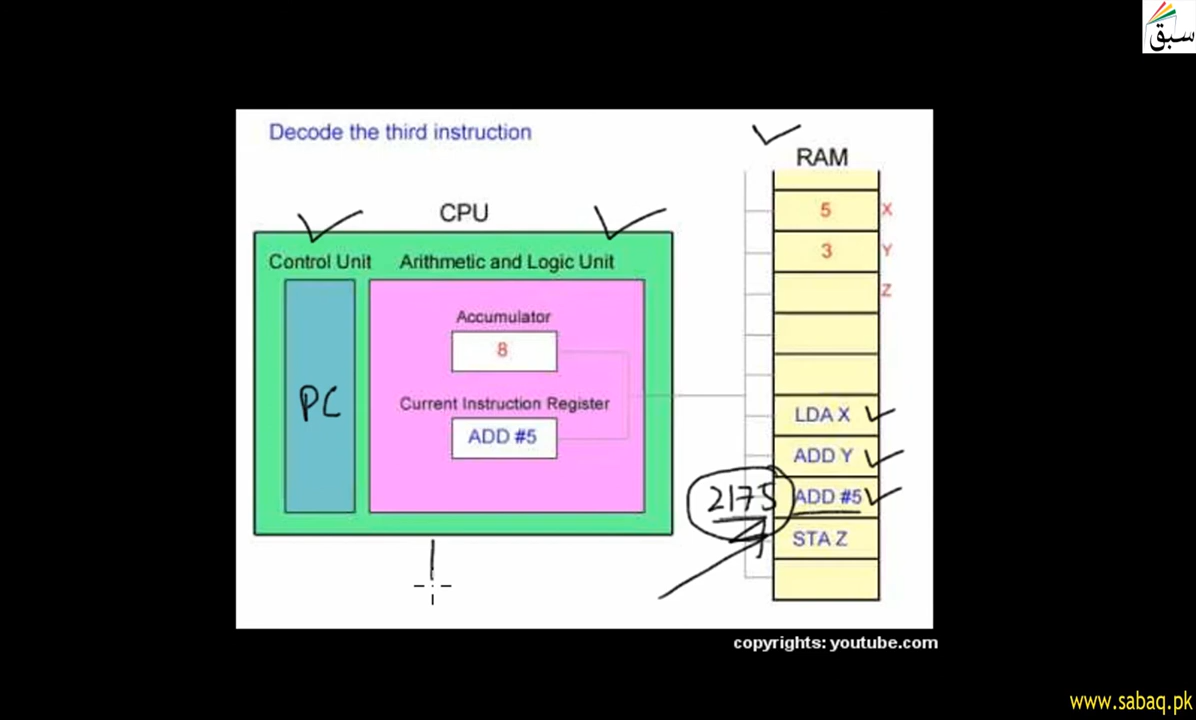 سبق
Decode the third instruction
RAM
CPU
5 X
3 Y
Z
Control Unit Arithmetic and Logic Unit
Accumulator
8
PC
Current Instruction Register
ADD #5
LDA X
ADD Y
2175 ADD #5
STA Z
copyrights: youtube.com
www.sabaq.pk